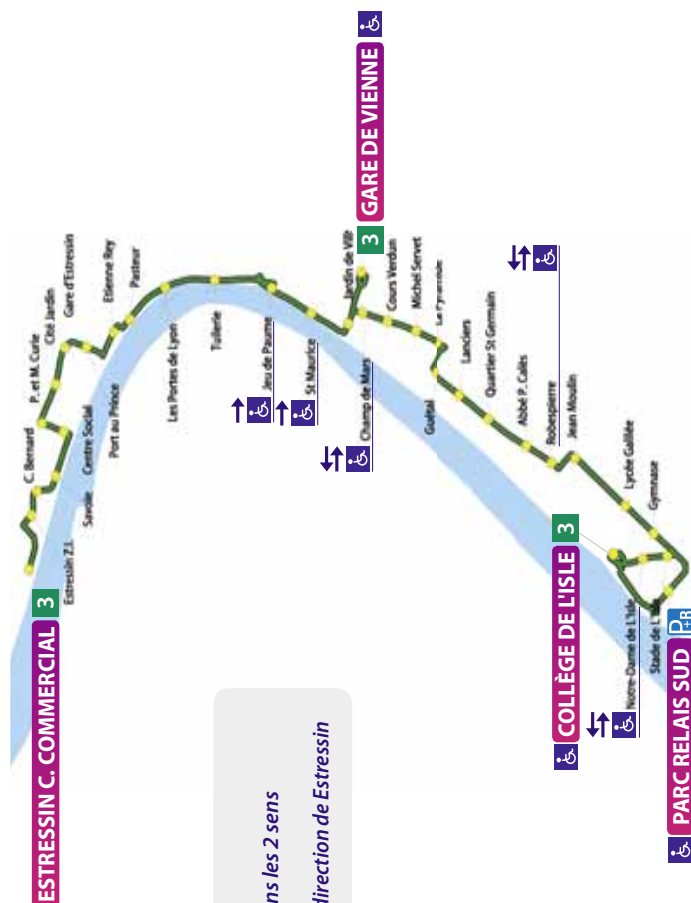 ESTRESSIN C. COMMERCIAL 3
Estressin Z.I.
C. Bernard
Savoie
P. et M. Curie
Centre Social
Cité Jardin
Gare d'Estressin
Port au Prince
Etienne Rey
Pasteur
Les Portes de Lyon
Tuilerie
Jeu de Paume
St Maurice
Jardin de Ville
3 GARE DE VIENNE
Champ de Mars
Cours Verdun
Michel Servet
La Pyramide
Guétal
Lanciers
Quartier St Germain
Abbé P. Calès
Robespierre
Jean Moulin
Lycée Galilée
Gymnase
COLLÈGE DE L'ISLE 3
Notre-Dame de L'Isle
Stade de L'Isle
PARC RELAIS SUD P+R
ns les 2 sens
direction de Estressin